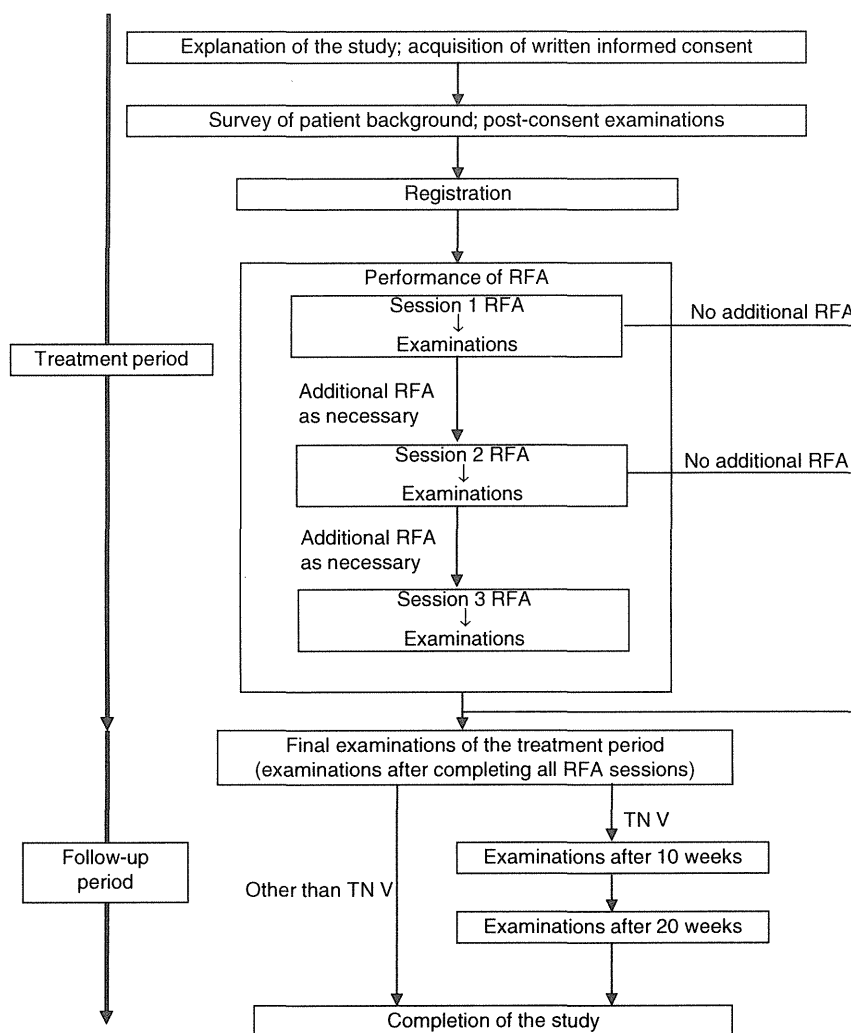 Explanation of the study; acquisition of written informed consent
Survey of patient background; post-consent examinations
Registration
Performance of RFA
Session 1 RFA
↓
Examinations
No additional RFA
Treatment period
Additional RFA
as necessary
Session 2 RFA
↓
Examinations
No additional RFA
Additional RFA
as necessary
Session 3 RFA
↓
Examinations
Final examinations of the treatment period
(examinations after completing all RFA sessions)
TN V
Follow-up
period
Examinations after 10 weeks
Other than TN V
Examinations after 20 weeks
Completion of the study